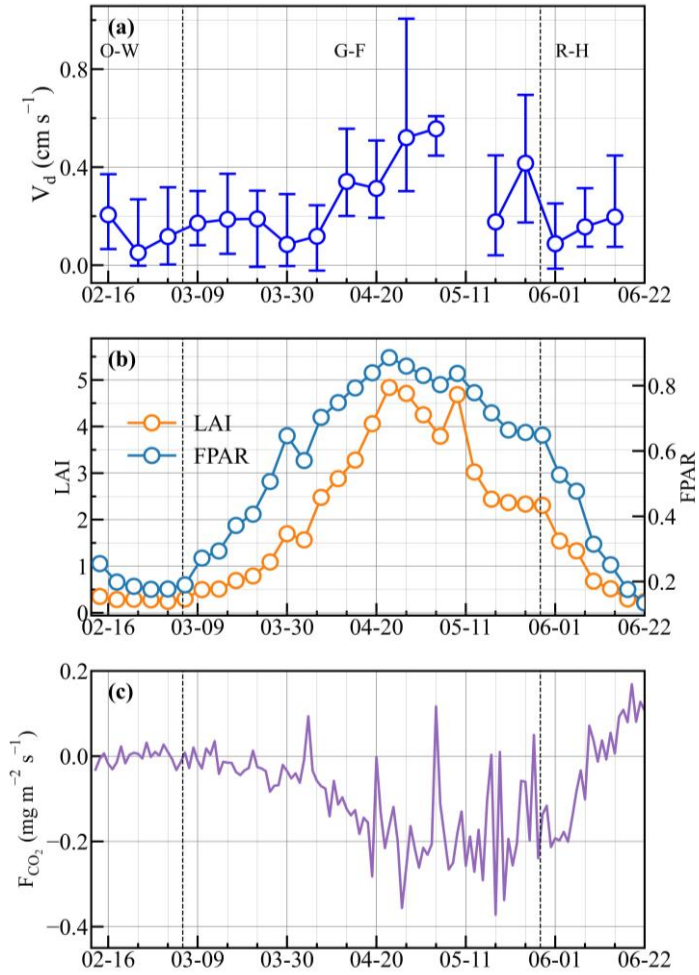 (a)
O-W G-F R-H
V_d (cm s⁻¹)
0.8
0.4
0.0
02-16 03-09 03-30 04-20 05-11 06-01 06-22
(b)
LAI
FPAR
LAI
5
4
3
2
1
0
FPAR
0.8
0.6
0.4
0.2
02-16 03-09 03-30 04-20 05-11 06-01 06-22
(c)
F_CO₂ (mg m⁻² s⁻¹)
0.2
0.0
−0.2
−0.4
02-16 03-09 03-30 04-20 05-11 06-01 06-22